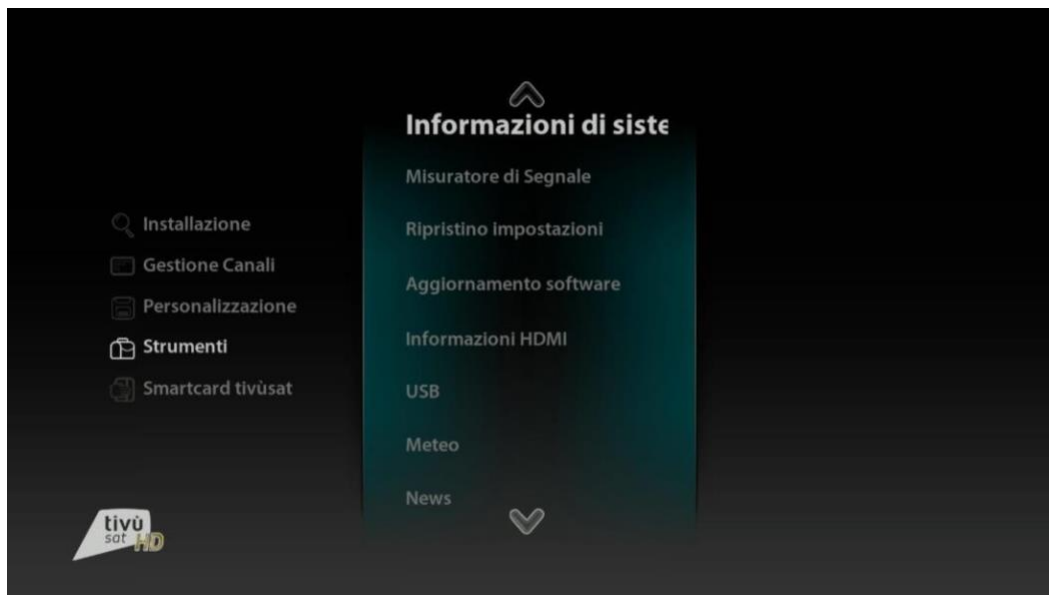 Informazioni di siste
Misuratore di Segnale
Ripristino impostazioni
Aggiornamento software
Informazioni HDMI
USB
Meteo
News
Installazione
Gestione Canali
Personalizzazione
Strumenti
Smartcard tivùsat
tivù
sat HD